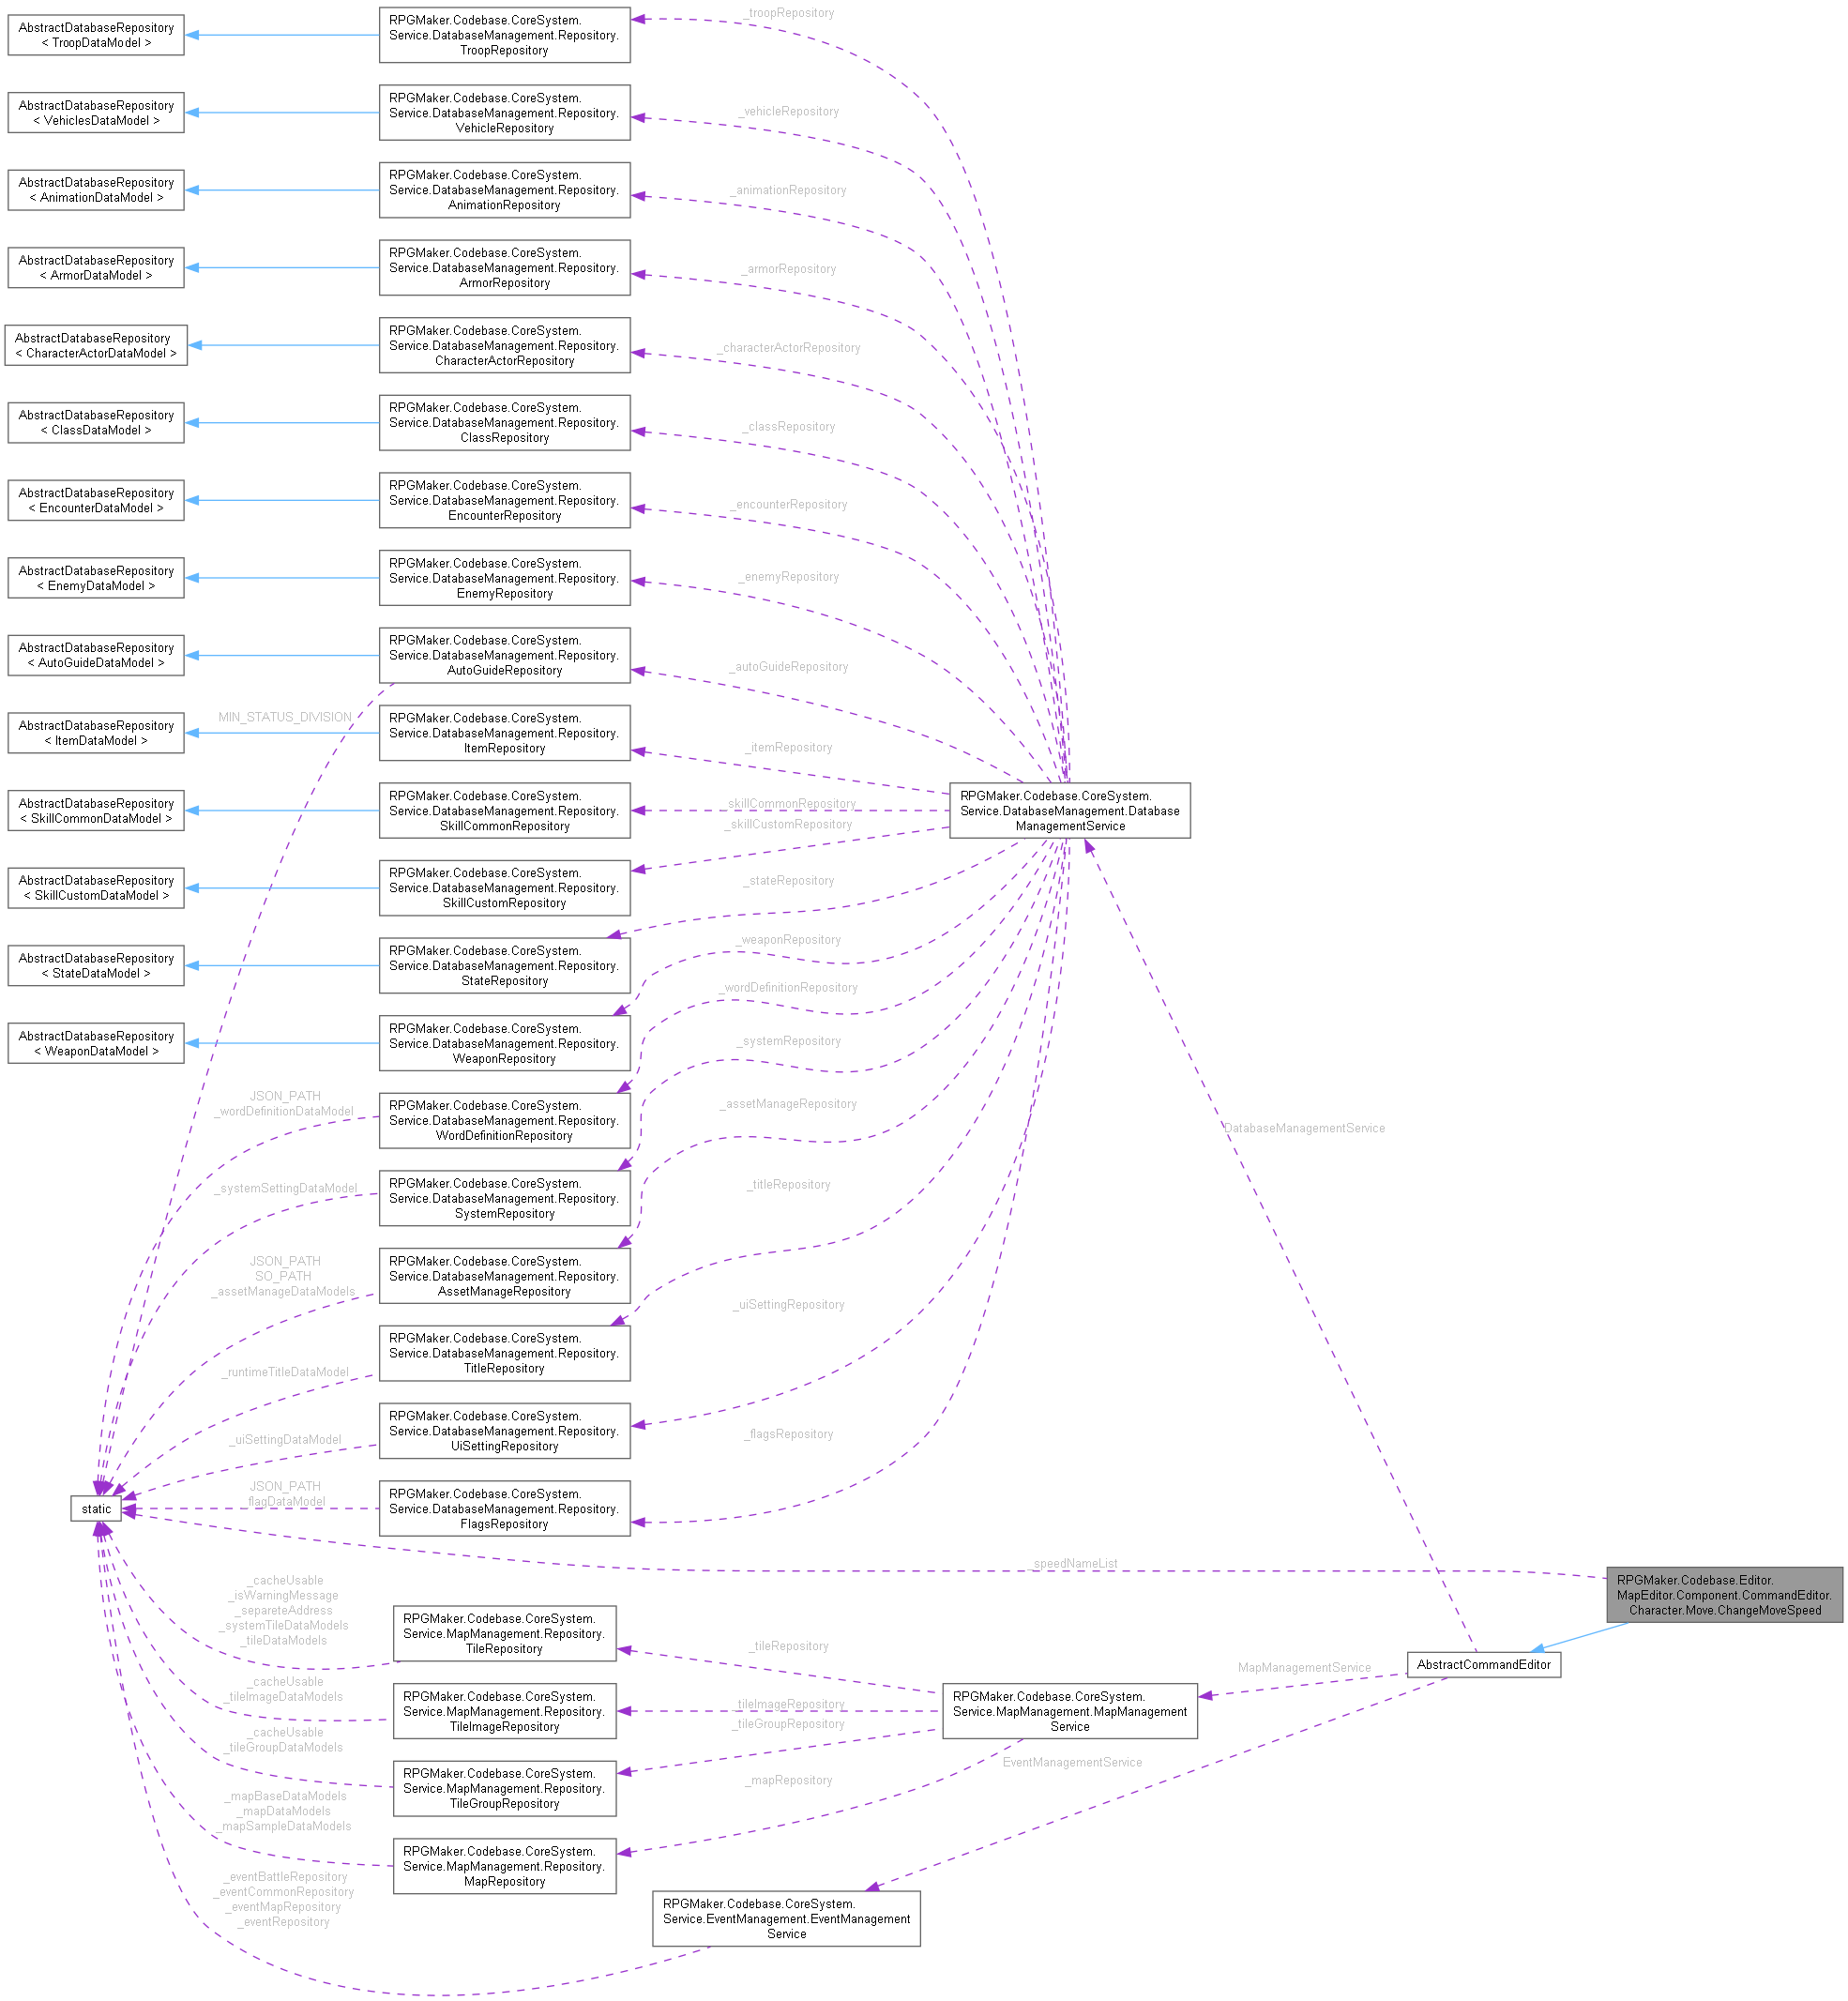 AbstractDatabaseRepository
< TroopDataModel >
RPGMaker.Codebase.CoreSystem.
Service.DatabaseManagement.Repository.
TroopRepository
_troopRepository
AbstractDatabaseRepository
< VehiclesDataModel >
RPGMaker.Codebase.CoreSystem.
Service.DatabaseManagement.Repository.
VehicleRepository
_vehicleRepository
AbstractDatabaseRepository
< AnimationDataModel >
RPGMaker.Codebase.CoreSystem.
Service.DatabaseManagement.Repository.
AnimationRepository
_animationRepository
AbstractDatabaseRepository
< ArmorDataModel >
RPGMaker.Codebase.CoreSystem.
Service.DatabaseManagement.Repository.
ArmorRepository
_armorRepository
AbstractDatabaseRepository
< CharacterActorDataModel >
RPGMaker.Codebase.CoreSystem.
Service.DatabaseManagement.Repository.
CharacterActorRepository
_characterActorRepository
AbstractDatabaseRepository
< ClassDataModel >
RPGMaker.Codebase.CoreSystem.
Service.DatabaseManagement.Repository.
ClassRepository
_classRepository
AbstractDatabaseRepository
< EncounterDataModel >
RPGMaker.Codebase.CoreSystem.
Service.DatabaseManagement.Repository.
EncounterRepository
_encounterRepository
AbstractDatabaseRepository
< EnemyDataModel >
RPGMaker.Codebase.CoreSystem.
Service.DatabaseManagement.Repository.
EnemyRepository
_enemyRepository
AbstractDatabaseRepository
< AutoGuideDataModel >
RPGMaker.Codebase.CoreSystem.
Service.DatabaseManagement.Repository.
AutoGuideRepository
_autoGuideRepository
MIN_STATUS_DIVISION
AbstractDatabaseRepository
< ItemDataModel >
RPGMaker.Codebase.CoreSystem.
Service.DatabaseManagement.Repository.
ItemRepository
_itemRepository
AbstractDatabaseRepository
< SkillCommonDataModel >
RPGMaker.Codebase.CoreSystem.
Service.DatabaseManagement.Repository.
SkillCommonRepository
_skillCommonRepository
RPGMaker.Codebase.CoreSystem.
Service.DatabaseManagement.Database
ManagementService
_skillCustomRepository
AbstractDatabaseRepository
< SkillCustomDataModel >
RPGMaker.Codebase.CoreSystem.
Service.DatabaseManagement.Repository.
SkillCustomRepository
_stateRepository
AbstractDatabaseRepository
< StateDataModel >
RPGMaker.Codebase.CoreSystem.
Service.DatabaseManagement.Repository.
StateRepository
_weaponRepository
AbstractDatabaseRepository
< WeaponDataModel >
RPGMaker.Codebase.CoreSystem.
Service.DatabaseManagement.Repository.
WeaponRepository
_wordDefinitionRepository
_systemRepository
JSON_PATH
_wordDefinitionDataModel
RPGMaker.Codebase.CoreSystem.
Service.DatabaseManagement.Repository.
WordDefinitionRepository
_assetManageRepository
DatabaseManagementService
_systemSettingDataModel
RPGMaker.Codebase.CoreSystem.
Service.DatabaseManagement.Repository.
SystemRepository
_titleRepository
JSON_PATH
SO_PATH
_assetManageDataModels
RPGMaker.Codebase.CoreSystem.
Service.DatabaseManagement.Repository.
AssetManageRepository
_uiSettingRepository
_runtimeTitleDataModel
RPGMaker.Codebase.CoreSystem.
Service.DatabaseManagement.Repository.
TitleRepository
_uiSettingDataModel
RPGMaker.Codebase.CoreSystem.
Service.DatabaseManagement.Repository.
UiSettingRepository
_flagsRepository
static
JSON_PATH
flagDataModel
RPGMaker.Codebase.CoreSystem.
Service.DatabaseManagement.Repository.
FlagsRepository
_speedNameList
RPGMaker.Codebase.Editor.
MapEditor.Component.CommandEditor.
Character.Move.ChangeMoveSpeed
_cacheUsable
_isWarningMessage
_separeteAddress
_systemTileDataModels
_tileDataModels
RPGMaker.Codebase.CoreSystem.
Service.MapManagement.Repository.
TileRepository
_tileRepository
MapManagementService
AbstractCommandEditor
_cacheUsable
_tileImageDataModels
RPGMaker.Codebase.CoreSystem.
Service.MapManagement.Repository.
TileImageRepository
_tileImageRepository
RPGMaker.Codebase.CoreSystem.
Service.MapManagement.MapManagement
Service
_tileGroupRepository
_cacheUsable
_tileGroupDataModels
RPGMaker.Codebase.CoreSystem.
Service.MapManagement.Repository.
TileGroupRepository
_mapRepository
EventManagementService
_mapBaseDataModels
_mapDataModels
_mapSampleDataModels
RPGMaker.Codebase.CoreSystem.
Service.MapManagement.Repository.
MapRepository
_eventBattleRepository
_eventCommonRepository
_eventMapRepository
_eventRepository
RPGMaker.Codebase.CoreSystem.
Service.EventManagement.EventManagement
Service